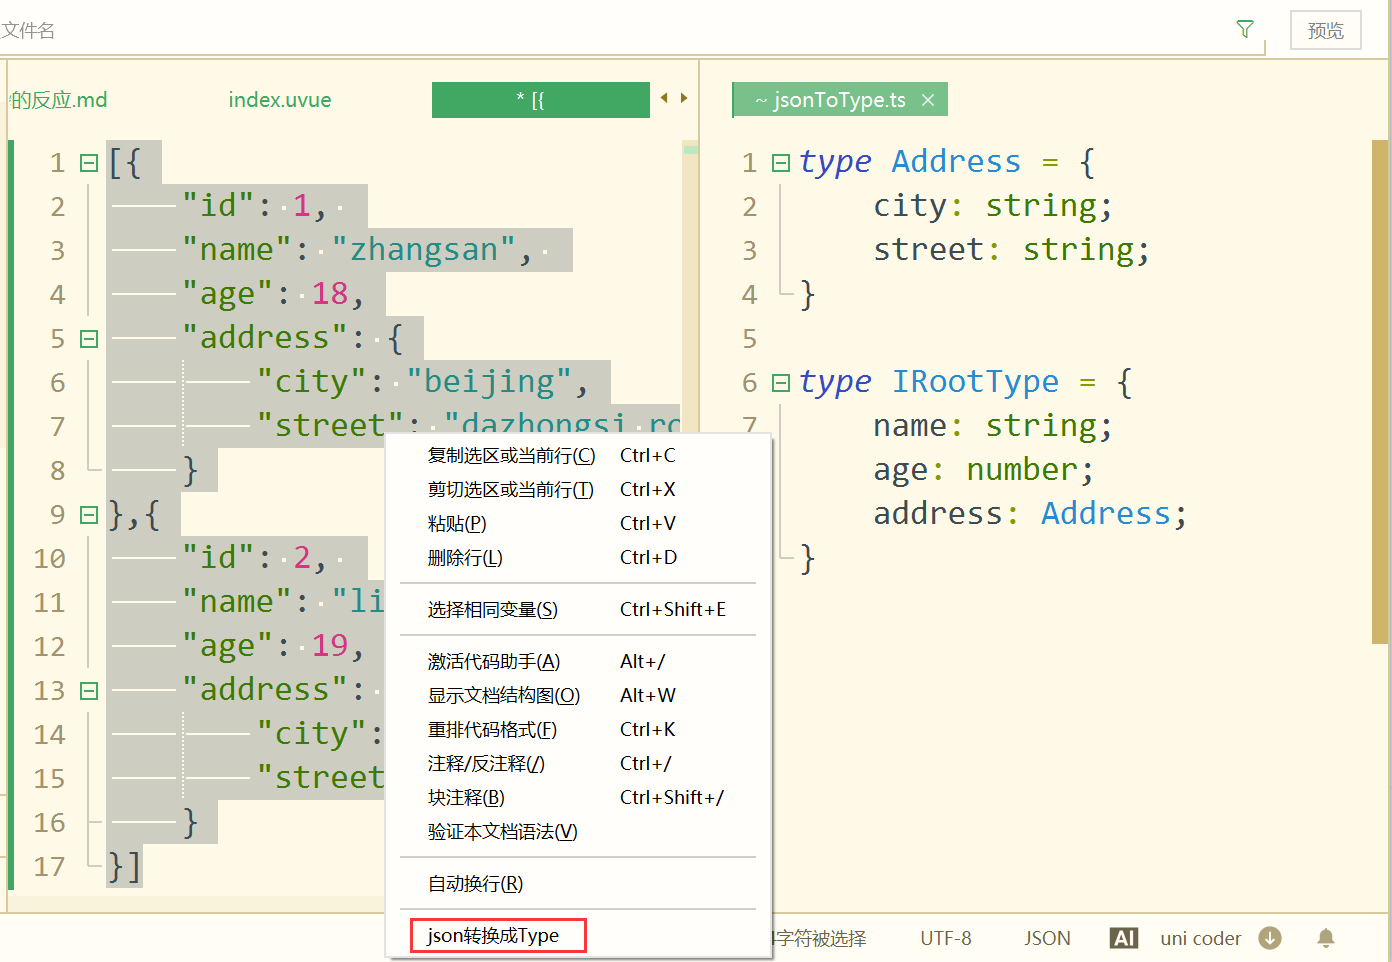 文件名
预览
的反应.md
index.uvue
* [{
~ jsonToType.ts ×
1 [{
2 "id": 1,
3 "name": "zhangsan",
4 "age": 18,
5 "address": {
6 "city": "beijing",
7 "street": "dazhongsi
8 }
9 },{
10 "id": 2,
11 "name": "li
12 "age": 19,
13 "address":
14 "city":
15 "street
16 }
17 }]
复制选区或当前行(C) Ctrl+C
剪切选区或当前行(T) Ctrl+X
粘贴(P) Ctrl+V
删除行(L) Ctrl+D
选择相同变量(S) Ctrl+Shift+E
激活代码助手(A) Alt+/
显示文档结构图(O) Alt+W
重排代码格式(F) Ctrl+K
注释/反注释(/) Ctrl+/
块注释(B) Ctrl+Shift+/
验证本文档语法(V)
自动换行(R)
json转换成Type
1 type Address = {
2 city: string;
3 street: string;
4 }
5
6 type IRootType = {
7 name: string;
age: number;
address: Address;
}
字符被选择 UTF-8 JSON AI uni coder